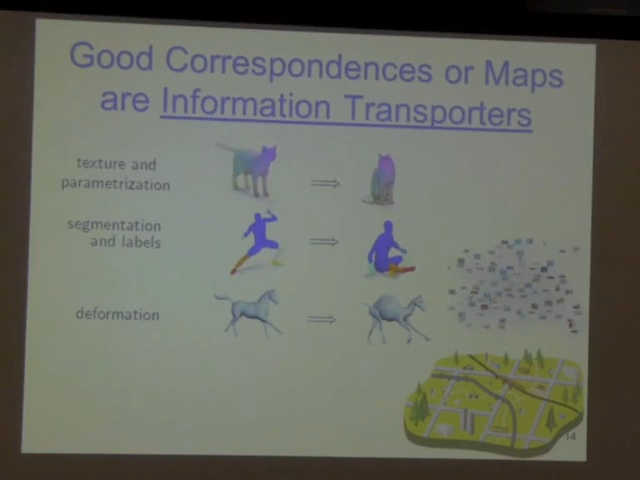 Good Correspondences or Maps
are Information Transporters
texture and
parametrization
segmentation
and labels
deformation
14